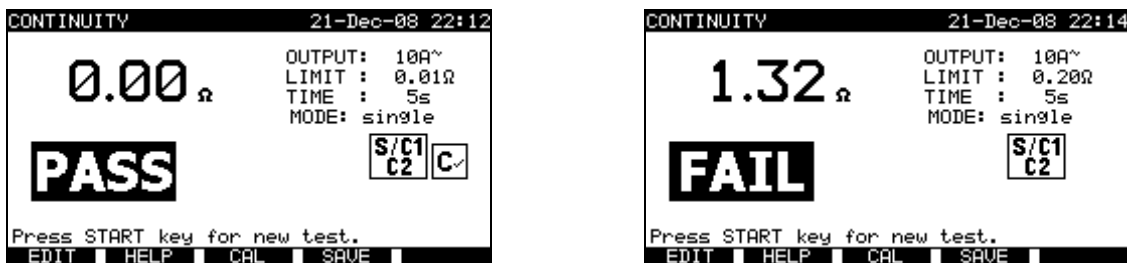 CONTINUITY 21-Dec-08 22:12
0.00 Ω
OUTPUT: 10A~
LIMIT : 0.01Ω
TIME : 5s
MODE: single
PASS
S/C1
C2
C✓
Press START key for new test.
EDIT HELP CAL SAVE
CONTINUITY 21-Dec-08 22:14
1.32 Ω
OUTPUT: 10A~
LIMIT : 0.20Ω
TIME : 5s
MODE: single
FAIL
S/C1
C2
Press START key for new test.
EDIT HELP CAL SAVE